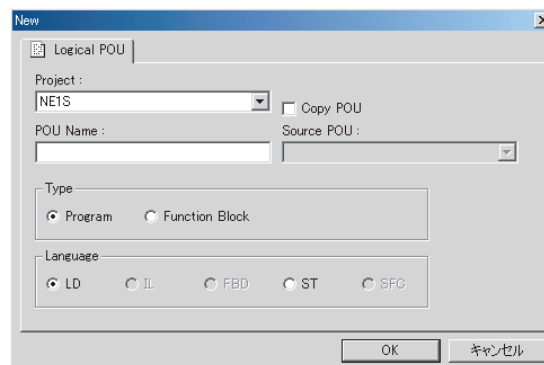 New
Logical POU
Project :
NE1S
Copy POU
POU Name :
Source POU :
Type
Program
Function Block
Language
LD
IL
FBD
ST
SFC
OK
キャンセル